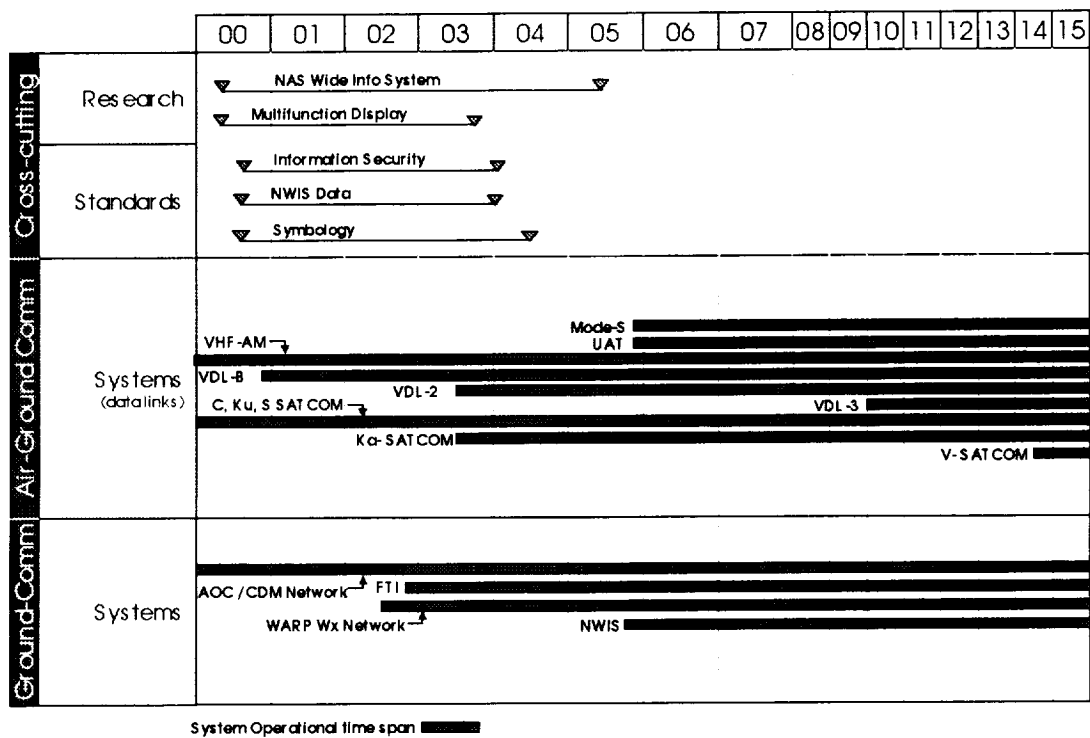 00 01 02 03 04 05 06 07 08 09 10 11 12 13 14 15
Cross-cutting
Research
NAS Wide Info System
Multifunction Display
Standards
Information Security
NWIS Data
Symbology
Air-Ground Comm
Systems
(datalinks)
Mode-S
UAT
VHF-AM
VDL-B
VDL-2
C, Ku, S SATCOM
VDL-3
Ka-SATCOM
V-SATCOM
Ground-Comm
Systems
AOC/CDM Network
FTI
WARP Wx Network
NWIS
System Operational time span